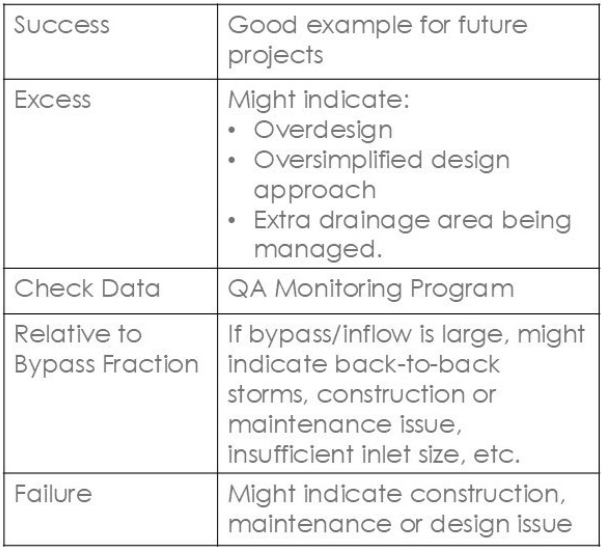 Success
Good example for future
projects
Excess
Might indicate:
• Overdesign
• Oversimplified design
approach
• Extra drainage area being
managed.
Check Data
QA Monitoring Program
Relative to
Bypass Fraction
If bypass/inflow is large, might
indicate back-to-back
storms, construction or
maintenance issue,
insufficient inlet size, etc.
Failure
Might indicate construction,
maintenance or design issue